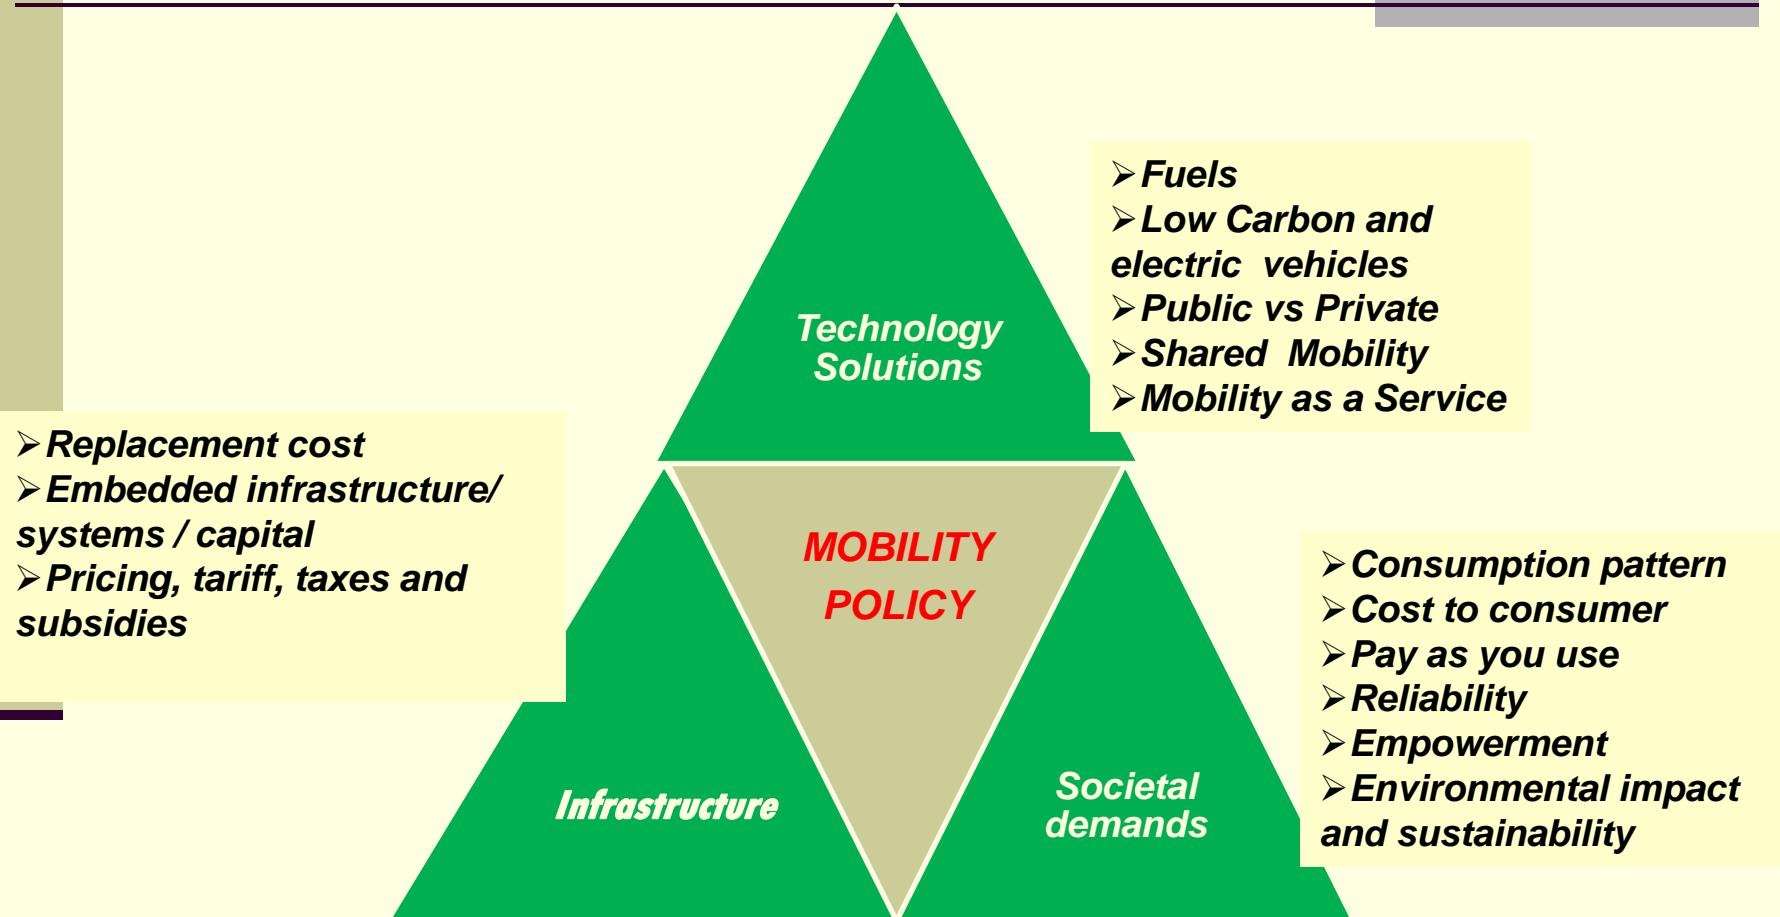 Technology
Solutions
➢Fuels
➢Low Carbon and
electric vehicles
➢Public vs Private
➢Shared Mobility
➢Mobility as a Service
➢Replacement cost
➢Embedded infrastructure/
systems / capital
➢Pricing, tariff, taxes and
subsidies
MOBILITY
POLICY
Infrastructure
Societal
demands
➢Consumption pattern
➢Cost to consumer
➢Pay as you use
➢Reliability
➢Empowerment
➢Environmental impact
and sustainability